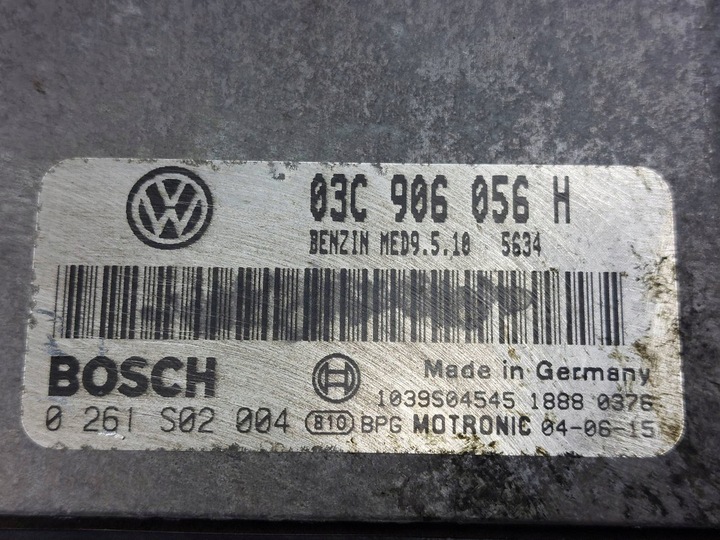 03C 906 056 H
BENZIN MED9.5.10 5634
BOSCH
Made in Germany
1039S04545 1888 0376
0 261 S02 004 B10 BPG MOTRONIC 04-06-15